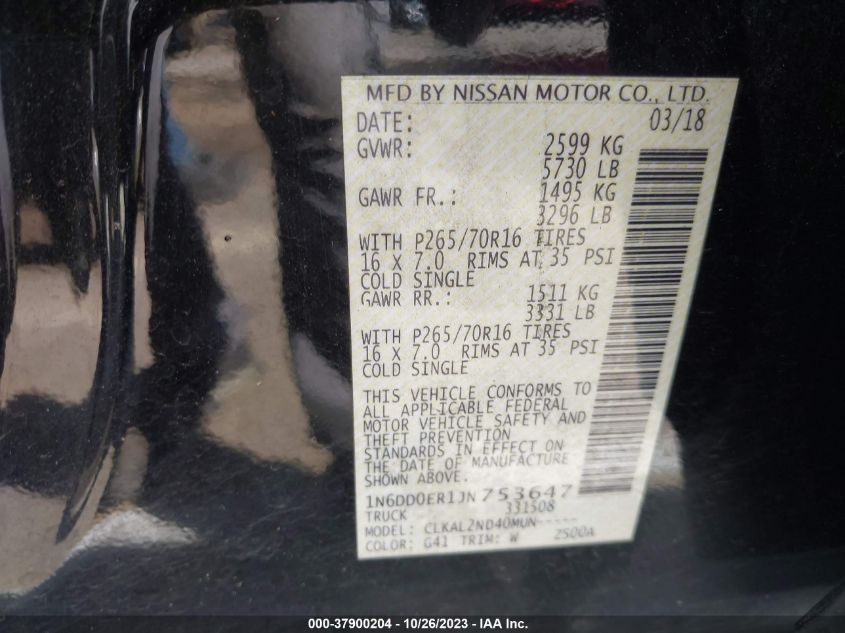 MFD BY NISSAN MOTOR CO., LTD.
DATE: 03/18
GVWR: 2599 KG
5730 LB
GAWR FR.: 1495 KG
3296 LB
WITH P265/70R16 TIRES
16 X 7.0 RIMS AT 35 PSI
COLD SINGLE
GAWR RR.: 1511 KG
3331 LB
WITH P265/70R16 TIRES
16 X 7.0 RIMS AT 35 PSI
COLD SINGLE
THIS VEHICLE CONFORMS TO
ALL APPLICABLE FEDERAL
MOTOR VEHICLE SAFETY AND
THEFT PREVENTION
STANDARDS IN EFFECT ON
THE DATE OF MANUFACTURE
SHOWN ABOVE.
1N6DD0ER1JN753647
TRUCK 331508
MODEL: CLKAL2ND40MUN-----
COLOR: G41 TRIM: W 2S00A
000-37900204 - 10/26/2023 - IAA Inc.